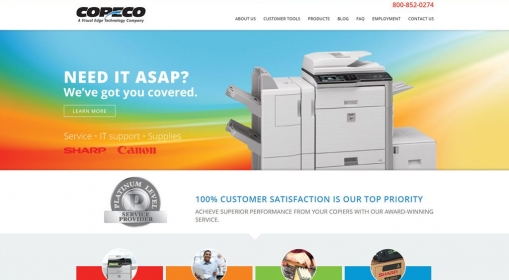 800-852-0274
COPECO
A Visual Edge Technology Company
ABOUT US CUSTOMER TOOLS PRODUCTS BLOG FAQ EMPLOYMENT CONTACT US
NEED IT ASAP?
We've got you covered.
LEARN MORE
Service • IT support • Supplies
SHARP Canon
PLATINUM LEVEL
SERVICE
PROVIDER
100% CUSTOMER SATISFACTION IS OUR TOP PRIORITY
ACHIEVE SUPERIOR PERFORMANCE FROM YOUR COPIERS WITH OUR AWARD-WINNING
SERVICE.